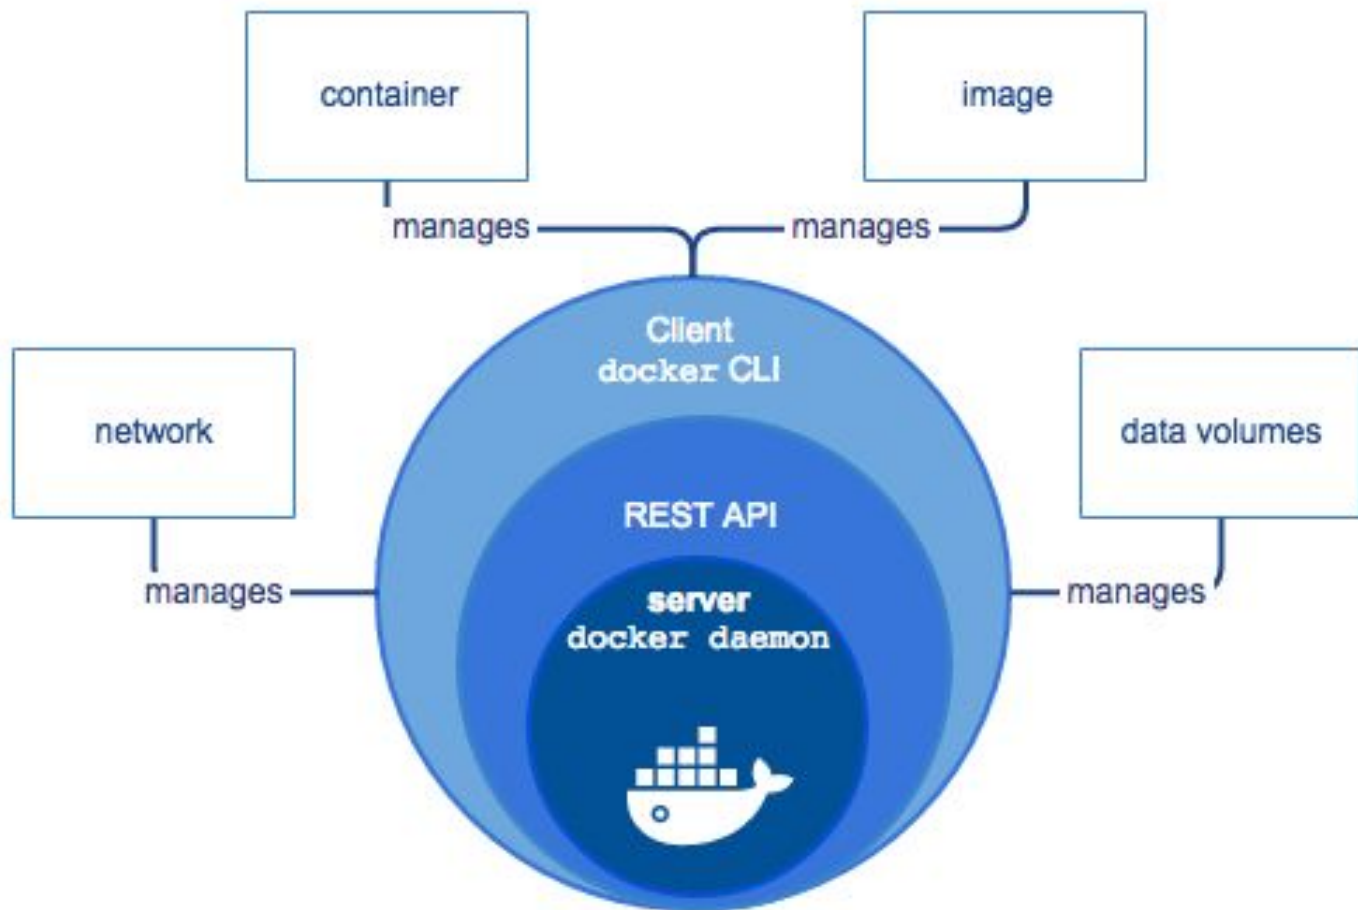 container
image
manages
manages
Client
docker CLI
network
data volumes
REST API
manages
server
manages
docker daemon